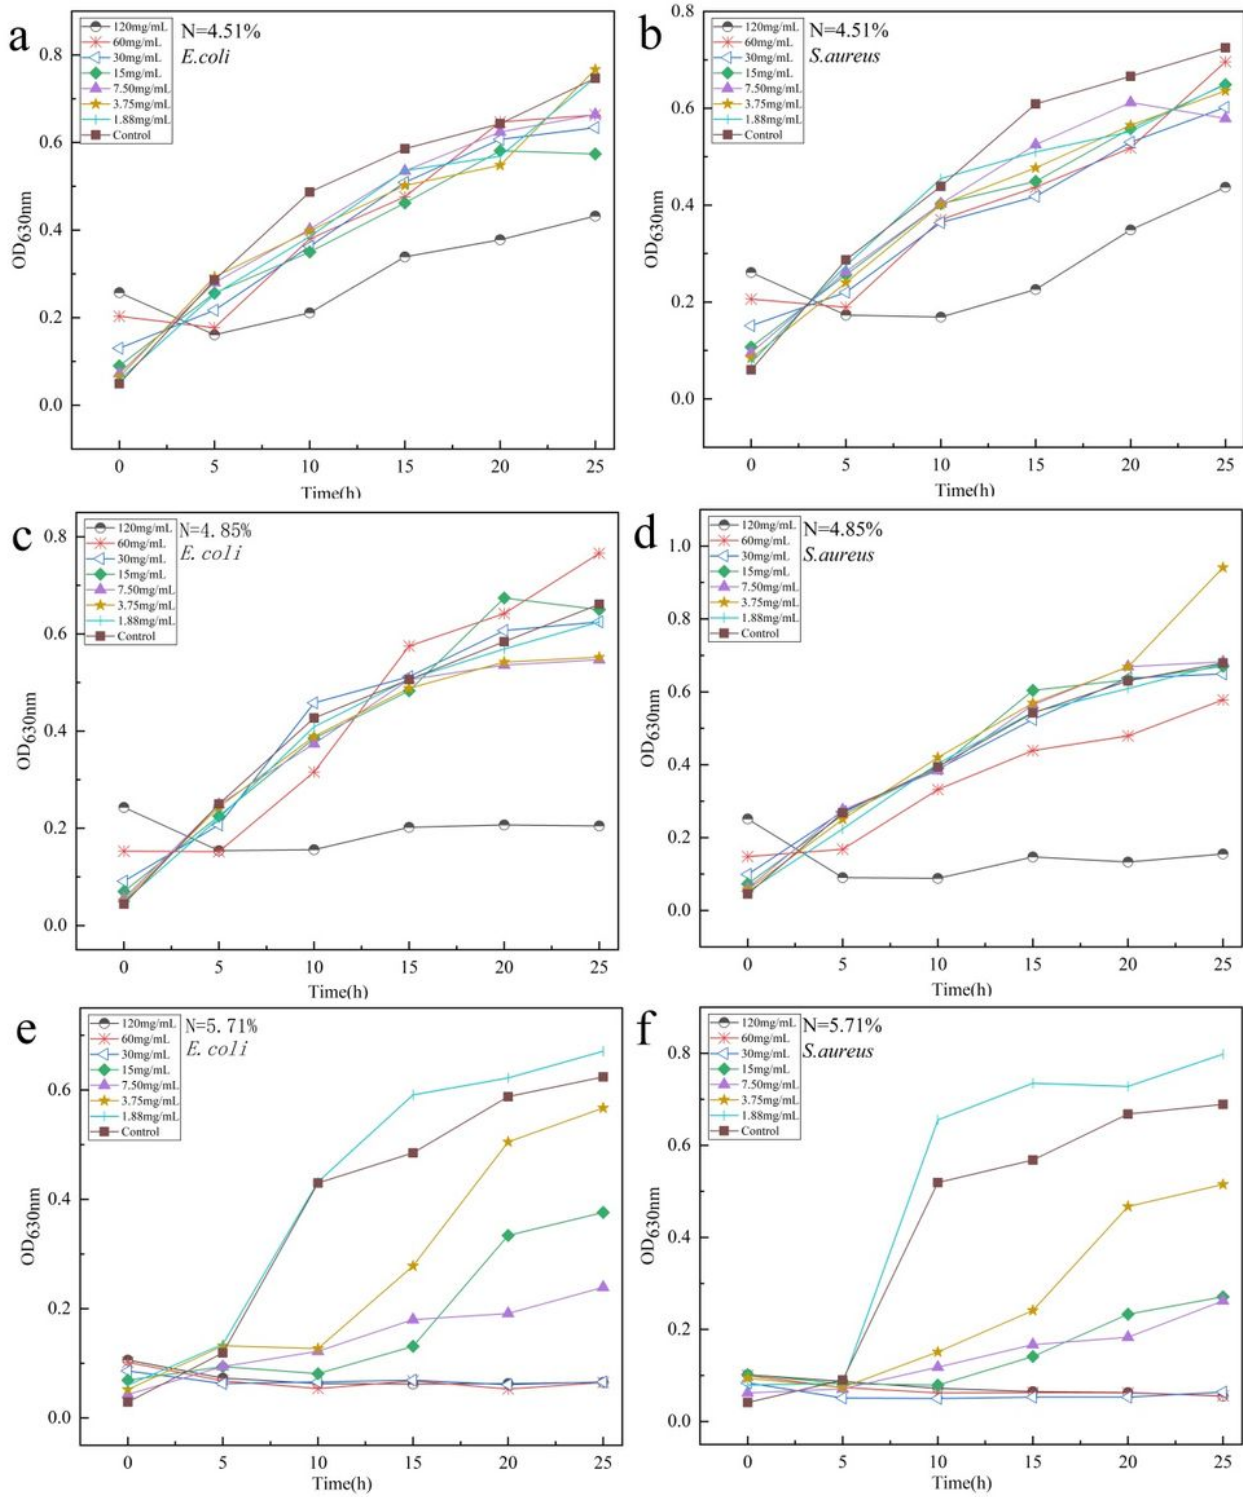 a
120mg/mL
60mg/mL
30mg/mL
15mg/mL
7.50mg/mL
3.75mg/mL
1.88mg/mL
Control
N=4.51%
E.coli
OD630nm
0.8
0.6
0.4
0.2
0.0
0 5 10 15 20 25
Time(h)
b
120mg/mL
60mg/mL
30mg/mL
15mg/mL
7.50mg/mL
3.75mg/mL
1.88mg/mL
Control
N=4.51%
S.aureus
OD630nm
0.8
0.6
0.4
0.2
0.0
0 5 10 15 20 25
Time(h)
c
120mg/mL
60mg/mL
30mg/mL
15mg/mL
7.50mg/mL
3.75mg/mL
1.88mg/mL
Control
N=4.85%
E.coli
OD630nm
0.8
0.6
0.4
0.2
0.0
0 5 10 15 20 25
Time(h)
d
120mg/mL
60mg/mL
30mg/mL
15mg/mL
7.50mg/mL
3.75mg/mL
1.88mg/mL
Control
N=4.85%
S.aureus
OD630nm
1.0
0.8
0.6
0.4
0.2
0.0
0 5 10 15 20 25
Time(h)
e
120mg/mL
60mg/mL
30mg/mL
15mg/mL
7.50mg/mL
3.75mg/mL
1.88mg/mL
Control
N=5.71%
E.coli
OD630nm
0.6
0.4
0.2
0.0
0 5 10 15 20 25
Time(h)
f
120mg/mL
60mg/mL
30mg/mL
15mg/mL
7.50mg/mL
3.75mg/mL
1.88mg/mL
Control
N=5.71%
S.aureus
OD630nm
0.8
0.6
0.4
0.2
0.0
0 5 10 15 20 25
Time(h)